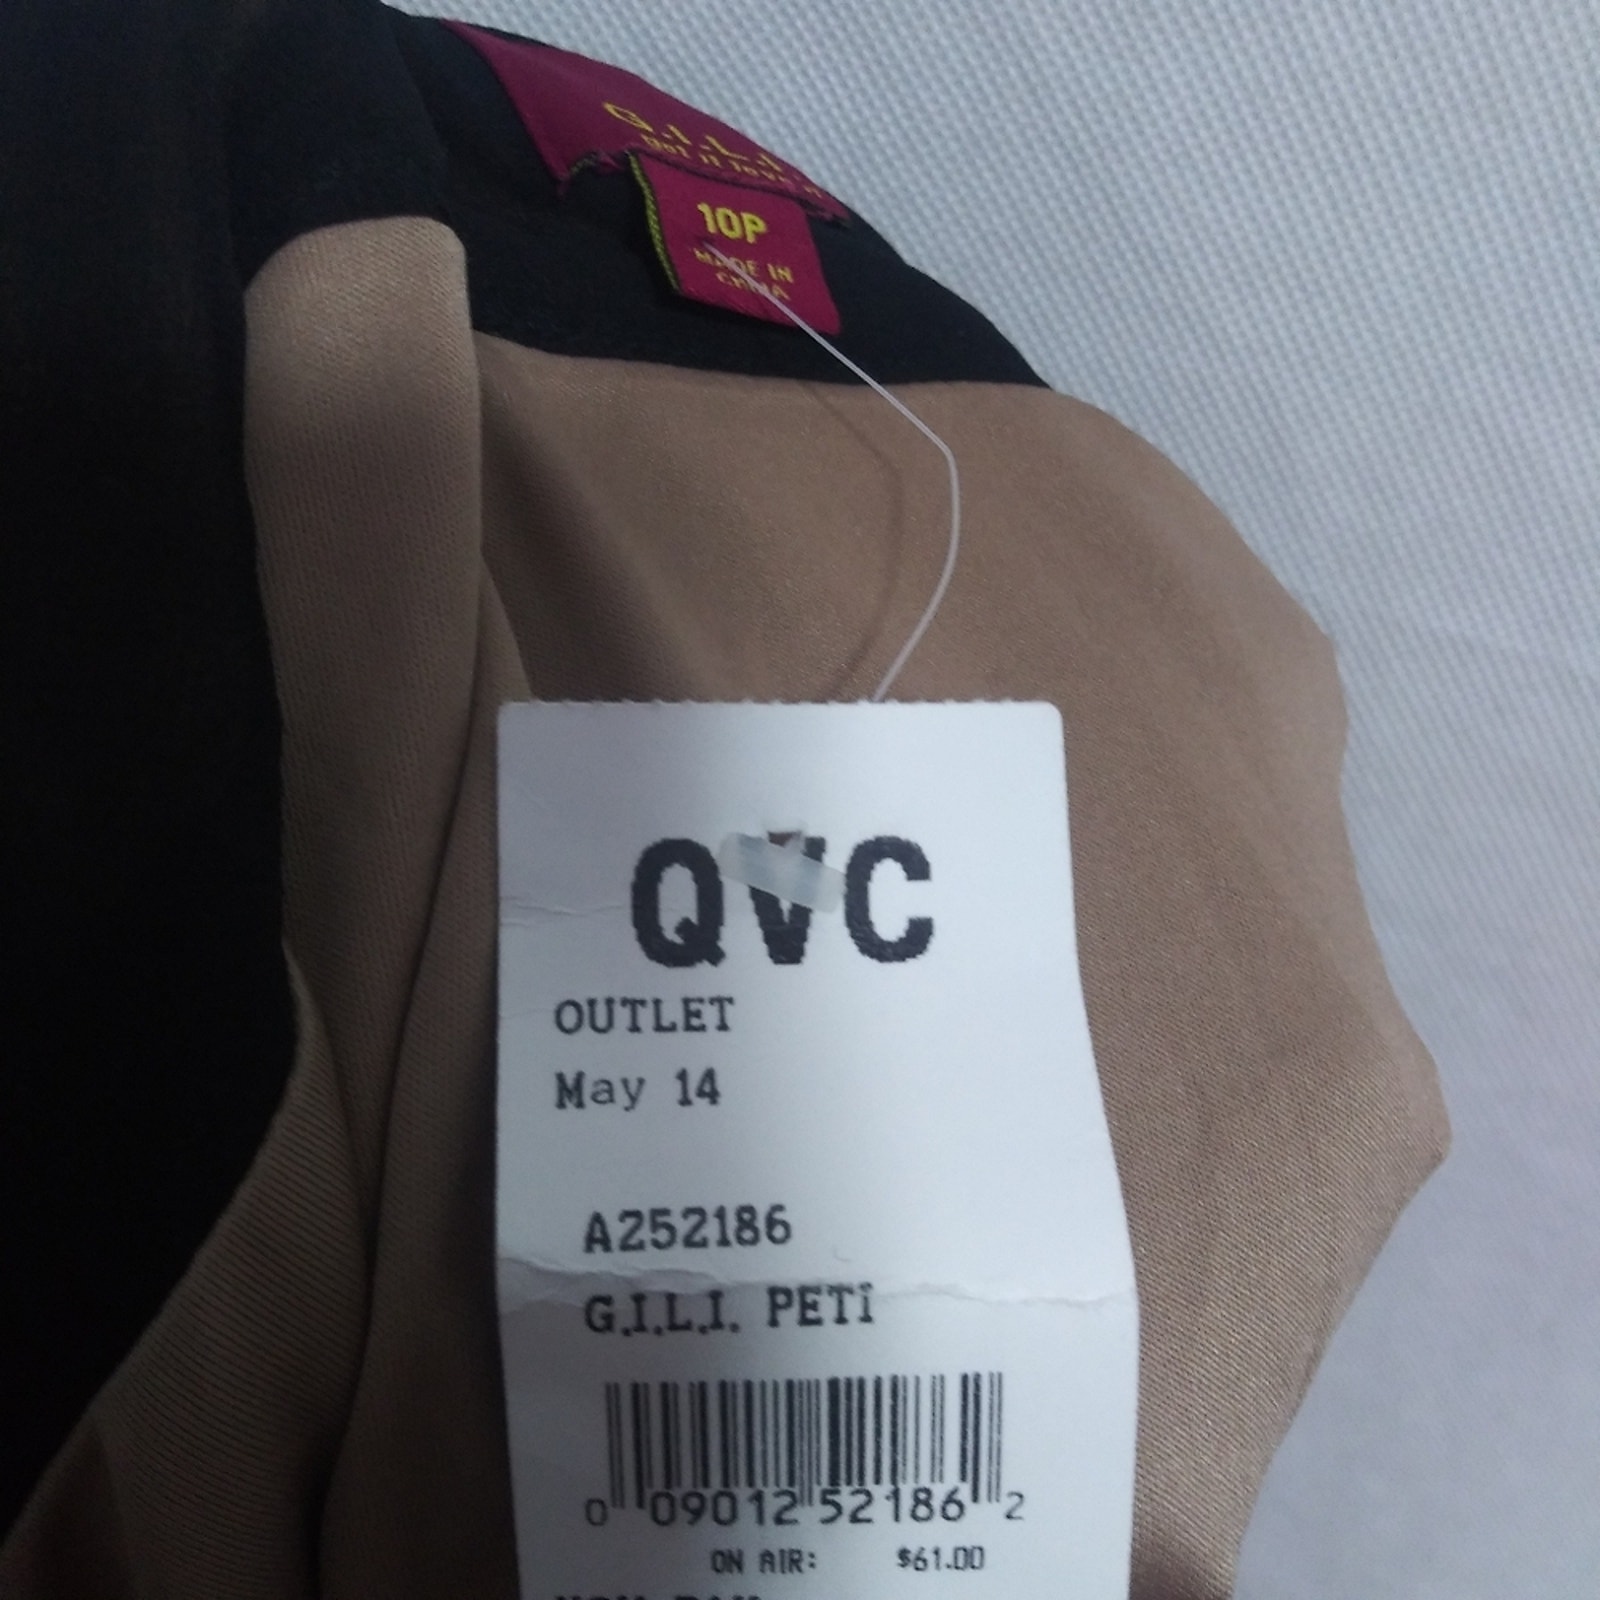 G.I.L.I.
10P
MADE IN
CHINA
QVC
OUTLET
May 14
A252186
G.I.L.I. PETI
0 09012 52186 2
ON AIR: $61.00